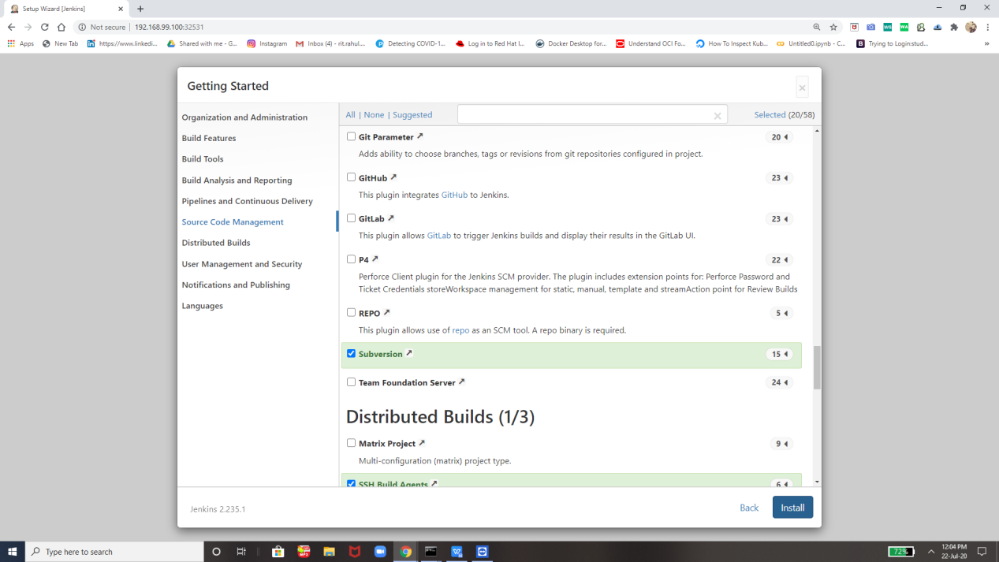 Setup Wizard [Jenkins]
Not secure | 192.168.99.100:32531
Apps
New Tab
https://www.linkedi...
Shared with me - G...
Instagram
Inbox (4) - rit.rahul...
Detecting COVID-1...
Log in to Red Hat I...
Docker Desktop for...
Understand OCI Fo...
How To Inspect Kub...
Untitled0.ipynb - C...
Trying to Login:stud...
Getting Started
Organization and Administration
Build Features
Build Tools
Build Analysis and Reporting
Pipelines and Continuous Delivery
Source Code Management
Distributed Builds
User Management and Security
Notifications and Publishing
Languages
All | None | Suggested
Selected (20/58)
Git Parameter 20
Adds ability to choose branches, tags or revisions from git repositories configured in project.
GitHub 23
This plugin integrates GitHub to Jenkins.
GitLab 23
This plugin allows GitLab to trigger Jenkins builds and display their results in the GitLab UI.
P4 22
Perforce Client plugin for the Jenkins SCM provider. The plugin includes extension points for: Perforce Password and
Ticket Credentials storeWorkspace management for static, manual, template and streamAction point for Review Builds
REPO 5
This plugin allows use of repo as an SCM tool. A repo binary is required.
Subversion 15
Team Foundation Server 24
Distributed Builds (1/3)
Matrix Project 9
Multi-configuration (matrix) project type.
SSH Build Agents 6
Jenkins 2.235.1
Back
Install
Type here to search
72%
12:04 PM
22-Jul-20